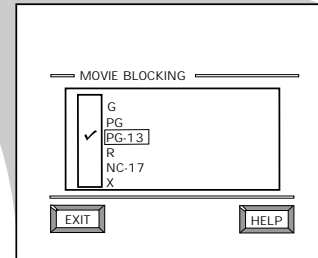 MOVIE BLOCKING
G
PG
PG-13
R
NC-17
X
EXIT HELP